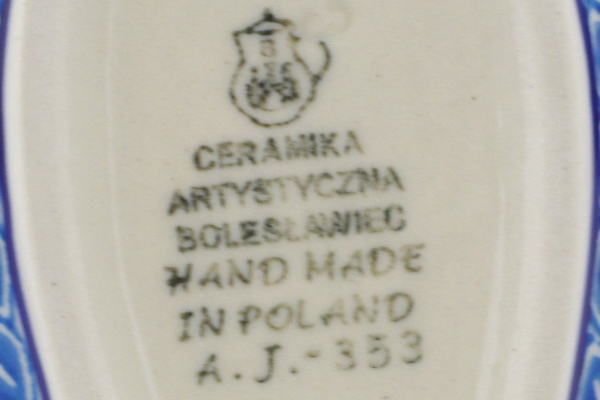 CERAMIKA
ARTYSTYCZNA
BOLESŁAWIEC
HAND MADE
IN POLAND
A.J.-353